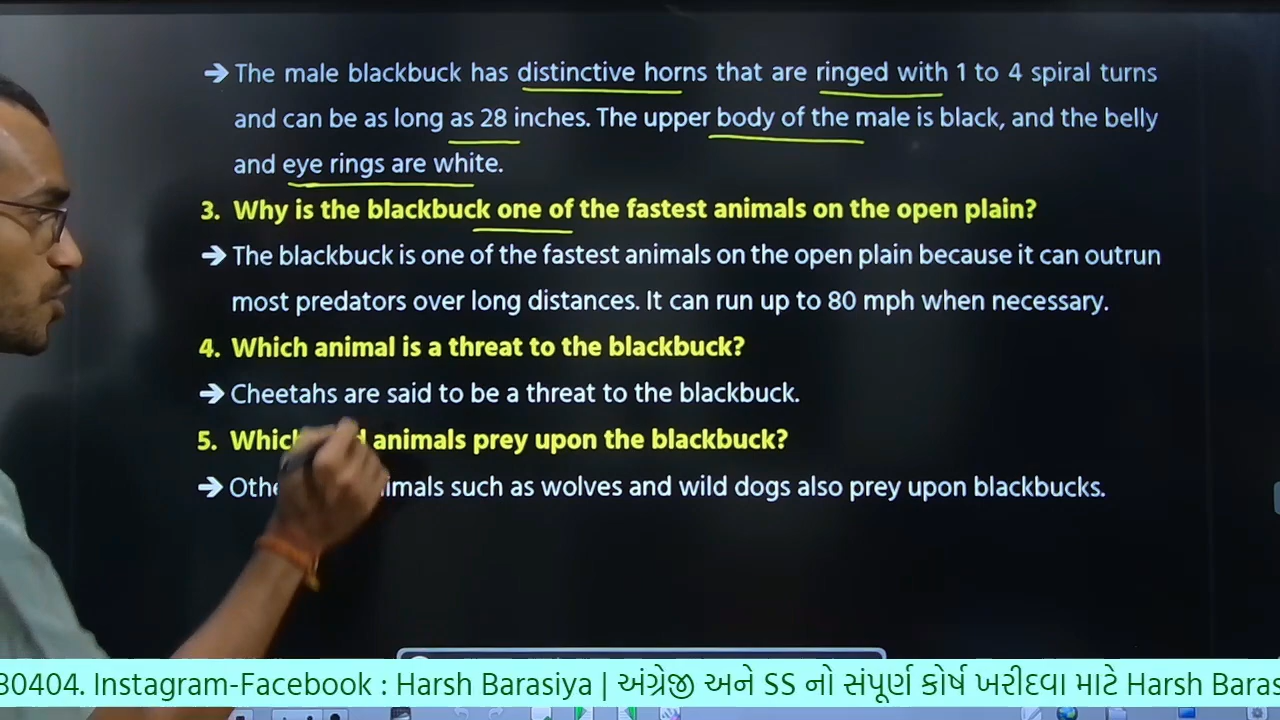 ➔ The male blackbuck has distinctive horns that are ringed with 1 to 4 spiral turns
and can be as long as 28 inches. The upper body of the male is black, and the belly
and eye rings are white.
3. Why is the blackbuck one of the fastest animals on the open plain?
➔ The blackbuck is one of the fastest animals on the open plain because it can outrun
most predators over long distances. It can run up to 80 mph when necessary.
4. Which animal is a threat to the blackbuck?
➔ Cheetahs are said to be a threat to the blackbuck.
5. Which animals prey upon the blackbuck?
➔ such as wolves and wild dogs also prey upon blackbucks.
30404. Instagram-Facebook : Harsh Barasiya | અંગ્રેજી અને SS નો સંપૂર્ણ કોર્ષ ખરીદવા માટે Harsh Baras